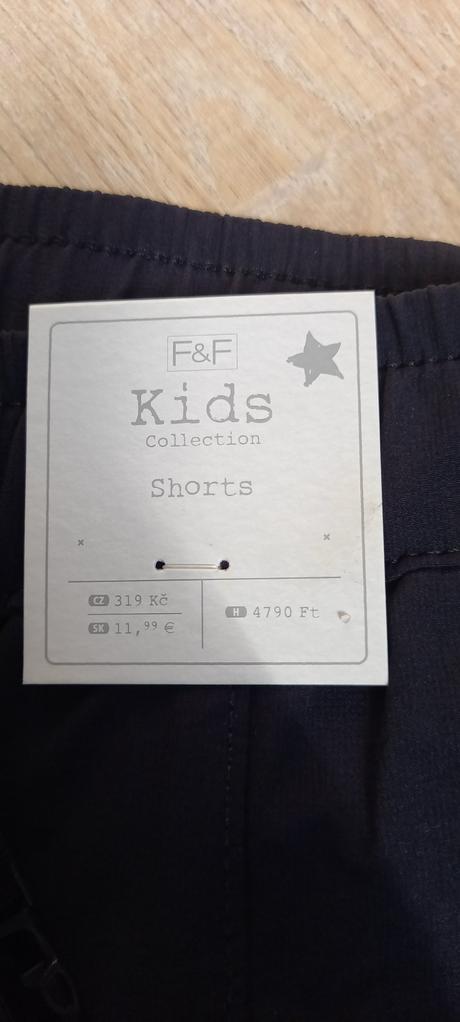 F&F
Kids
Collection
Shorts
CZ 319 Kč
SK 11,99 €
H 4790 Ft